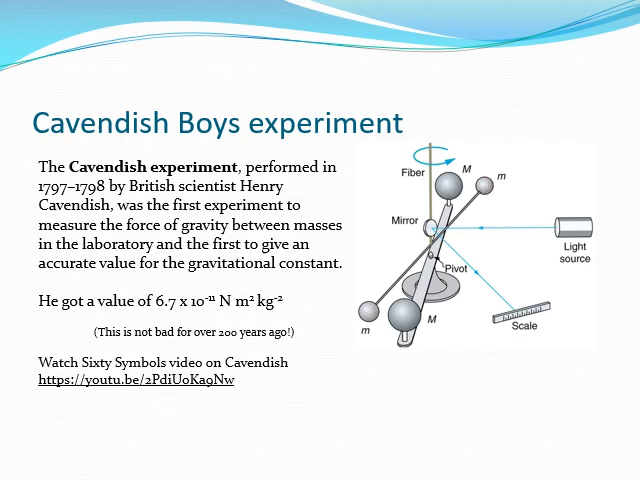 Cavendish Boys experiment
The Cavendish experiment, performed in
1797–1798 by British scientist Henry
Cavendish, was the first experiment to
measure the force of gravity between masses
in the laboratory and the first to give an
accurate value for the gravitational constant.
He got a value of 6.7 x 10⁻¹¹ N m² kg⁻²
(This is not bad for over 200 years ago!)
Watch Sixty Symbols video on Cavendish
https://youtu.be/2PdiUoKa9Nw
Fiber
M
m
Mirror
Light
source
Pivot
m
M
Scale